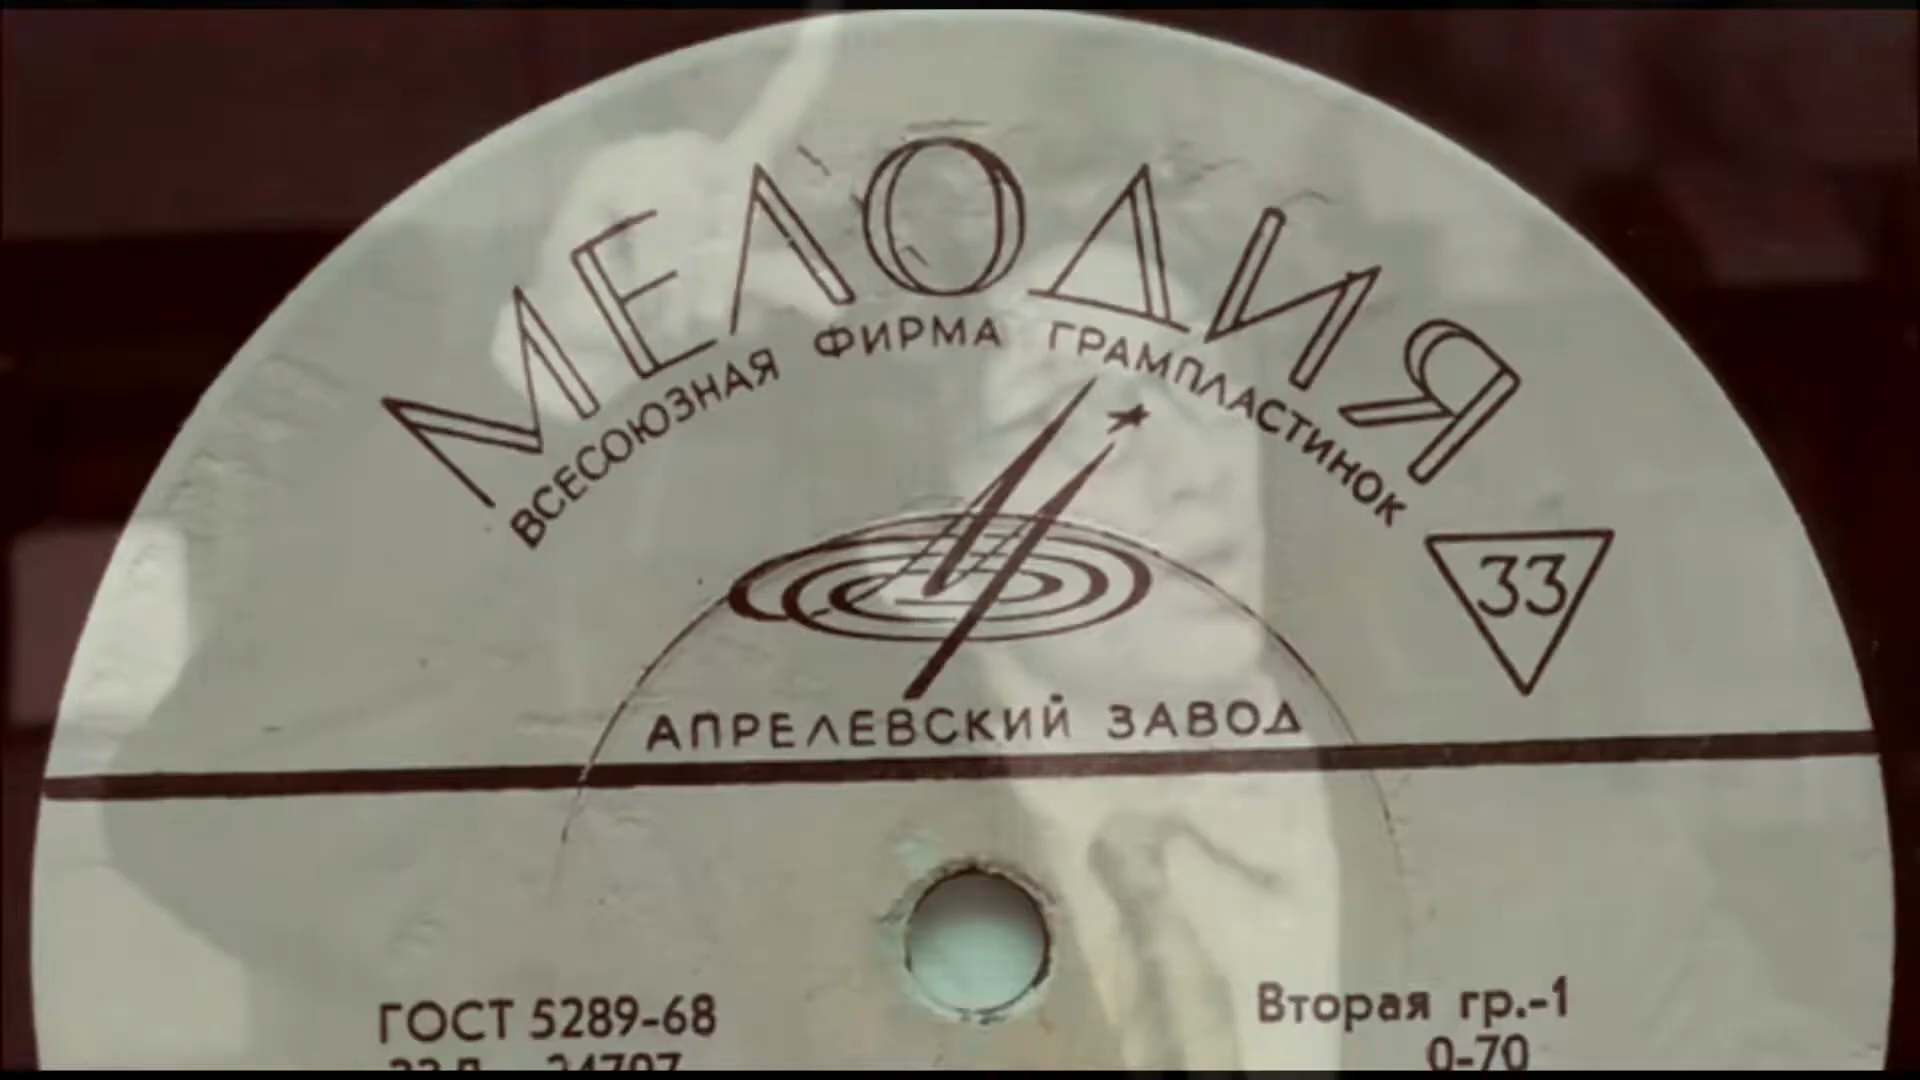 МЕЛОДИЯ
ВСЕСОЮЗНАЯ ФИРМА ГРАМПЛАСТИНОК
33
АПРЕЛЕВСКИЙ ЗАВОД
ГОСТ 5289-68
Вторая гр.-1
0-70